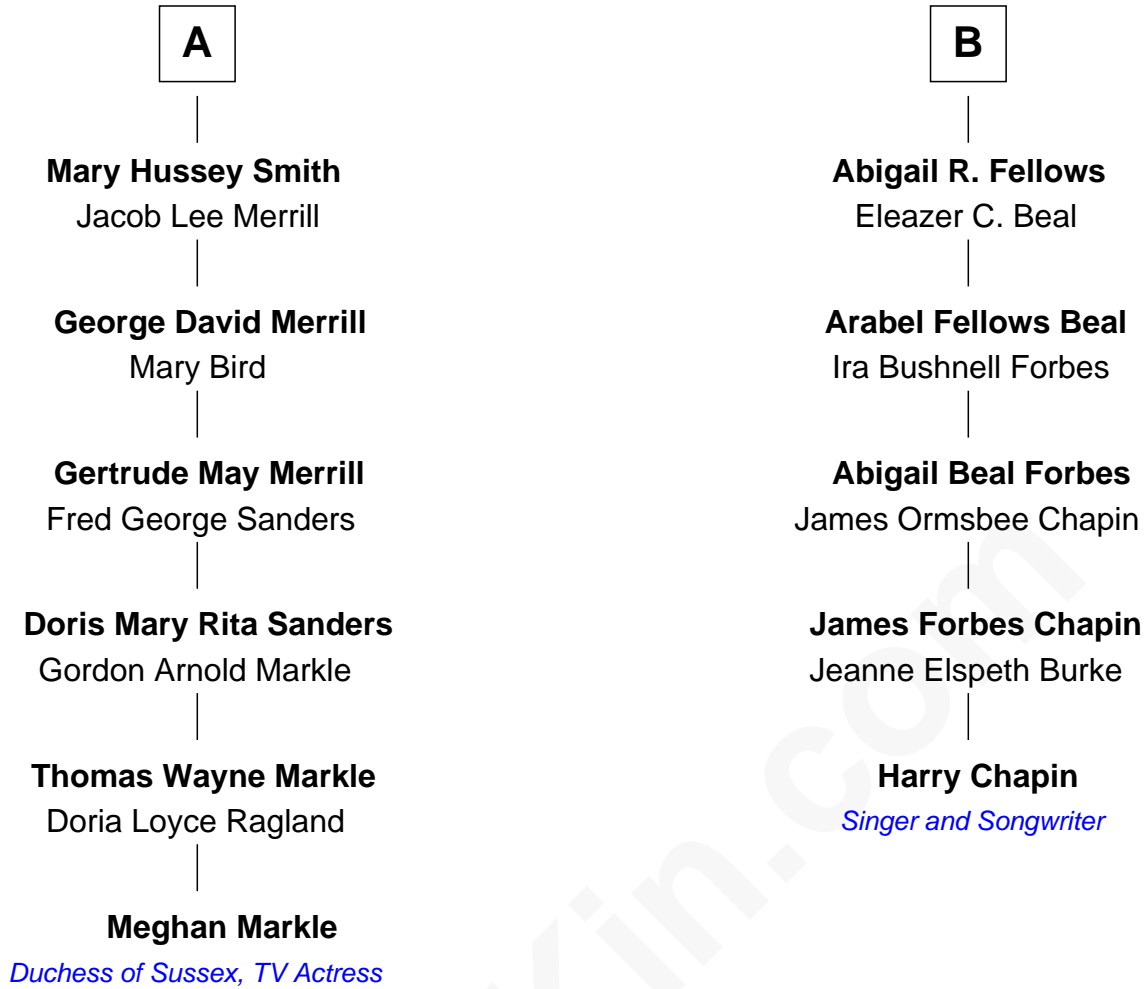 A
Mary Hussey Smith
Jacob Lee Merrill
George David Merrill
Mary Bird
Gertrude May Merrill
Fred George Sanders
Doris Mary Rita Sanders
Gordon Arnold Markle
Thomas Wayne Markle
Doria Loyce Ragland
Meghan Markle
Duchess of Sussex, TV Actress
B
Abigail R. Fellows
Eleazer C. Beal
Arabel Fellows Beal
Ira Bushnell Forbes
Abigail Beal Forbes
James Ormsbee Chapin
James Forbes Chapin
Jeanne Elspeth Burke
Harry Chapin
Singer and Songwriter